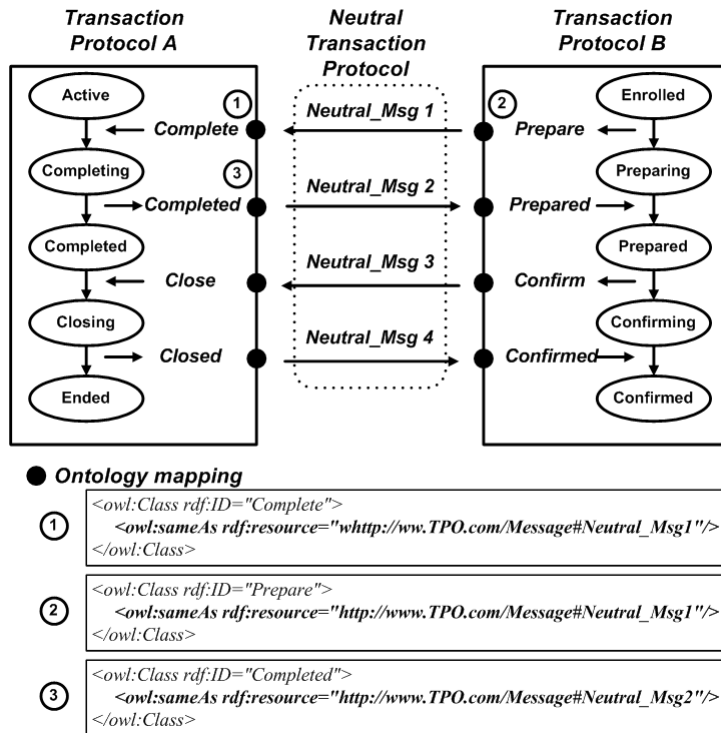 Transaction Protocol A
Neutral Transaction Protocol
Transaction Protocol B
Active
1
Neutral_Msg 1
2
Enrolled
Complete
Prepare
Completing
3
Neutral_Msg 2
Preparing
Completed
Prepared
Completed
Neutral_Msg 3
Prepared
Close
Confirm
Closing
Neutral_Msg 4
Confirming
Closed
Confirmed
Ended
Confirmed
Ontology mapping
1
<owl:Class rdf:ID="Complete">
<owl:sameAs rdf:resource="whttp://ww.TPO.com/Message#Neutral_Msg1"/>
</owl:Class>
2
<owl:Class rdf:ID="Prepare">
<owl:sameAs rdf:resource="http://www.TPO.com/Message#Neutral_Msg1"/>
</owl:Class>
3
<owl:Class rdf:ID="Completed">
<owl:sameAs rdf:resource="http://www.TPO.com/Message#Neutral_Msg2"/>
</owl:Class>